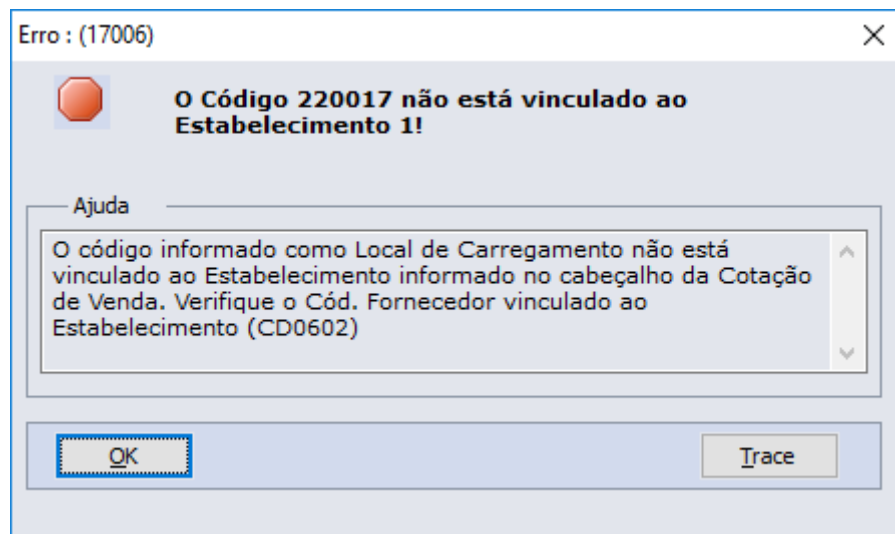 Erro : (17006)
O Código 220017 não está vinculado ao
Estabelecimento 1!
Ajuda
O código informado como Local de Carregamento não está
vinculado ao Estabelecimento informado no cabeçalho da Cotação
de Venda. Verifique o Cód. Fornecedor vinculado ao
Estabelecimento (CD0602)
OK
Trace